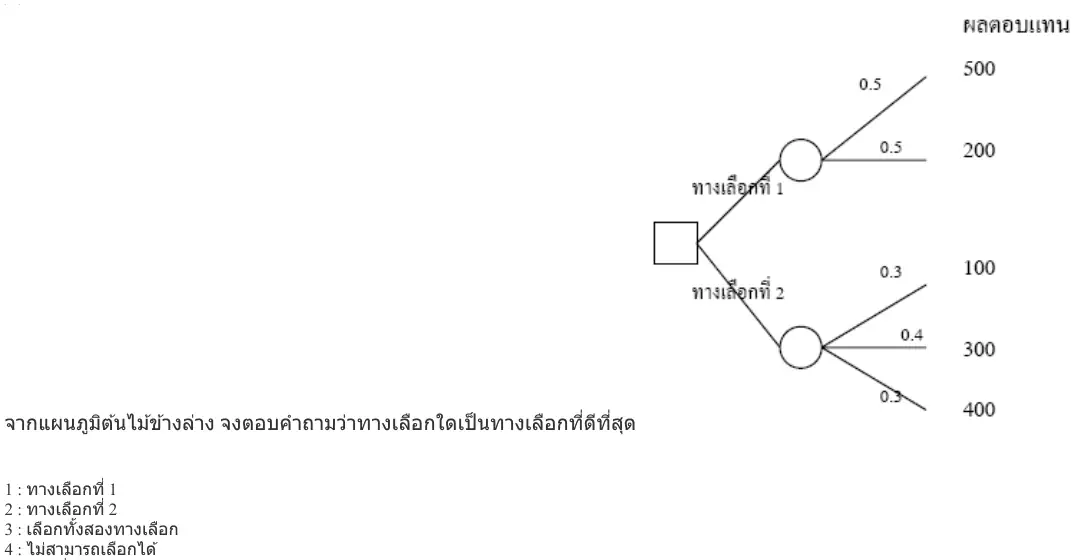 ผลตอบแทน
0.5
500
0.5
200
ทางเลือกที่ 1
0.3
100
ทางเลือกที่ 2
0.4
300
0.3
400
จากแผนภูมิต้นไม้ข้างล่าง จงตอบคำถามว่าทางเลือกใดเป็นทางเลือกที่ดีที่สุด
1 : ทางเลือกที่ 1
2 : ทางเลือกที่ 2
3 : เลือกทั้งสองทางเลือก
4 : ไม่สามารถเลือกได้